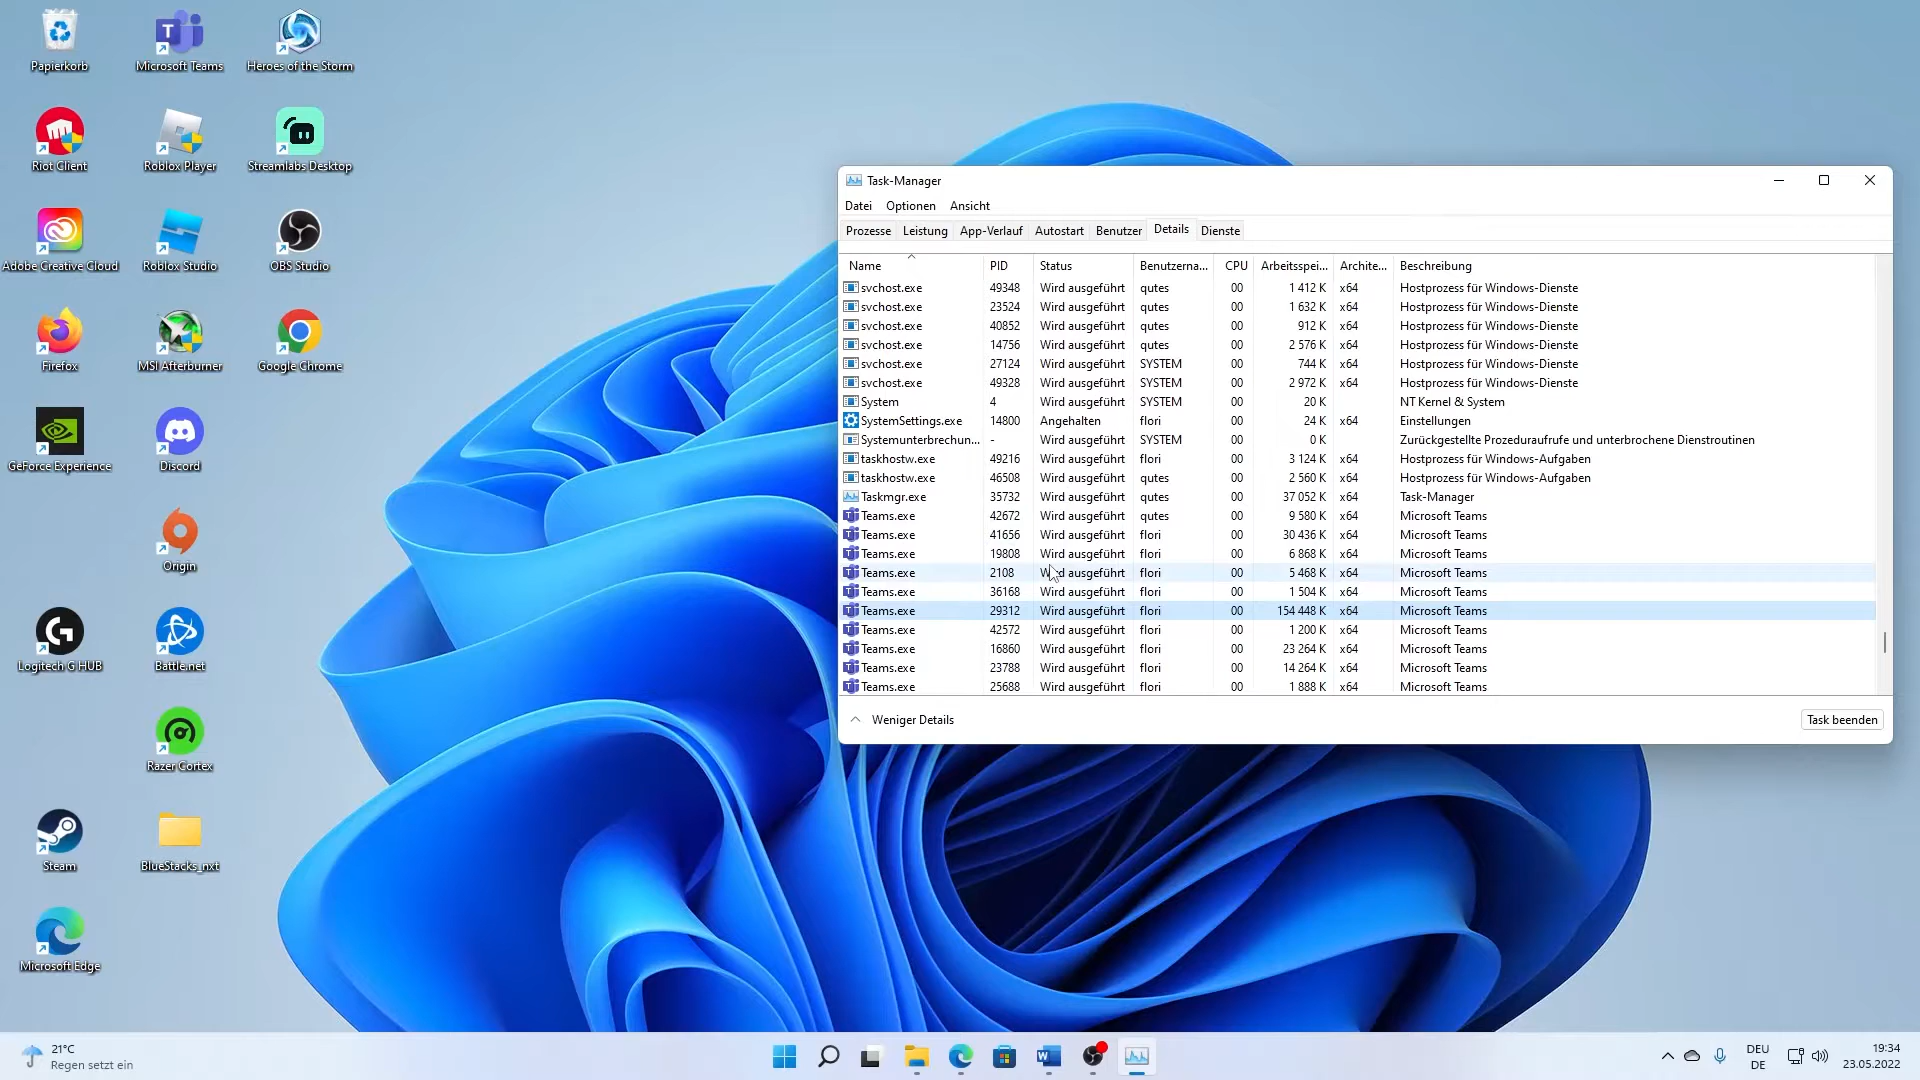 Papierkorb
Microsoft Teams
Heroes of the Storm
Riot Client
Roblox Player
Streamlabs Desktop
Adobe Creative Cloud
Roblox Studio
OBS Studio
Firefox
MSI Afterburner
Google Chrome
GeForce Experience
Discord
Origin
Logitech G HUB
Battle.net
Razer Cortex
Steam
BlueStacks_nxt
Microsoft Edge
Task-Manager
Datei Optionen Ansicht
Prozesse Leistung App-Verlauf Autostart Benutzer Details Dienste
Name PID Status Benutzerna... CPU Arbeitsspei... Archite... Beschreibung
svchost.exe 49348 Wird ausgeführt qutes 00 1 412 K x64 Hostprozess für Windows-Dienste
svchost.exe 23524 Wird ausgeführt qutes 00 1 632 K x64 Hostprozess für Windows-Dienste
svchost.exe 40852 Wird ausgeführt qutes 00 912 K x64 Hostprozess für Windows-Dienste
svchost.exe 14756 Wird ausgeführt qutes 00 2 576 K x64 Hostprozess für Windows-Dienste
svchost.exe 27124 Wird ausgeführt SYSTEM 00 744 K x64 Hostprozess für Windows-Dienste
svchost.exe 49328 Wird ausgeführt SYSTEM 00 2 972 K x64 Hostprozess für Windows-Dienste
System 4 Wird ausgeführt SYSTEM 00 20 K NT Kernel & System
SystemSettings.exe 14800 Angehalten flori 00 24 K x64 Einstellungen
Systemunterbrechun... - Wird ausgeführt SYSTEM 00 0 K Zurückgestellte Prozeduraufrufe und unterbrochene Dienstroutinen
taskhostw.exe 49216 Wird ausgeführt flori 00 3 124 K x64 Hostprozess für Windows-Aufgaben
taskhostw.exe 46508 Wird ausgeführt flori 00 2 560 K x64 Hostprozess für Windows-Aufgaben
Taskmgr.exe 35732 Wird ausgeführt qutes 00 37 052 K x64 Task-Manager
Teams.exe 42672 Wird ausgeführt qutes 00 9 580 K x64 Microsoft Teams
Teams.exe 41656 Wird ausgeführt flori 00 30 436 K x64 Microsoft Teams
Teams.exe 19808 Wird ausgeführt flori 00 6 868 K x64 Microsoft Teams
Teams.exe 2108 Wird ausgeführt flori 00 5 468 K x64 Microsoft Teams
Teams.exe 36168 Wird ausgeführt flori 00 1 504 K x64 Microsoft Teams
Teams.exe 29312 Wird ausgeführt flori 00 154 448 K x64 Microsoft Teams
Teams.exe 42572 Wird ausgeführt flori 00 1 200 K x64 Microsoft Teams
Teams.exe 16860 Wird ausgeführt flori 00 23 264 K x64 Microsoft Teams
Teams.exe 23788 Wird ausgeführt flori 00 14 264 K x64 Microsoft Teams
Teams.exe 25688 Wird ausgeführt flori 00 1 888 K x64 Microsoft Teams
Weniger Details
Task beenden
21°C
Regen setzt ein
DEU
DE
19:34
23.05.2022